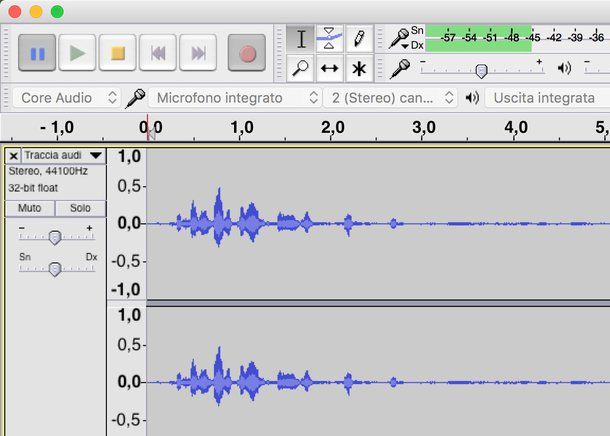 Sn
Dx
-57 -54 -51 -48 -45 -42 -39 -36
- +
Core Audio Microfono integrato 2 (Stereo) can... Uscita integrata
- 1,0 0,0 1,0 2,0 3,0 4,0 5,
Traccia audi
Stereo, 44100Hz
32-bit float
Muto Solo
- +
Sn Dx
1,0
0,5
0,0
-0,5
-1,0
1,0
0,5
0,0
-0,5